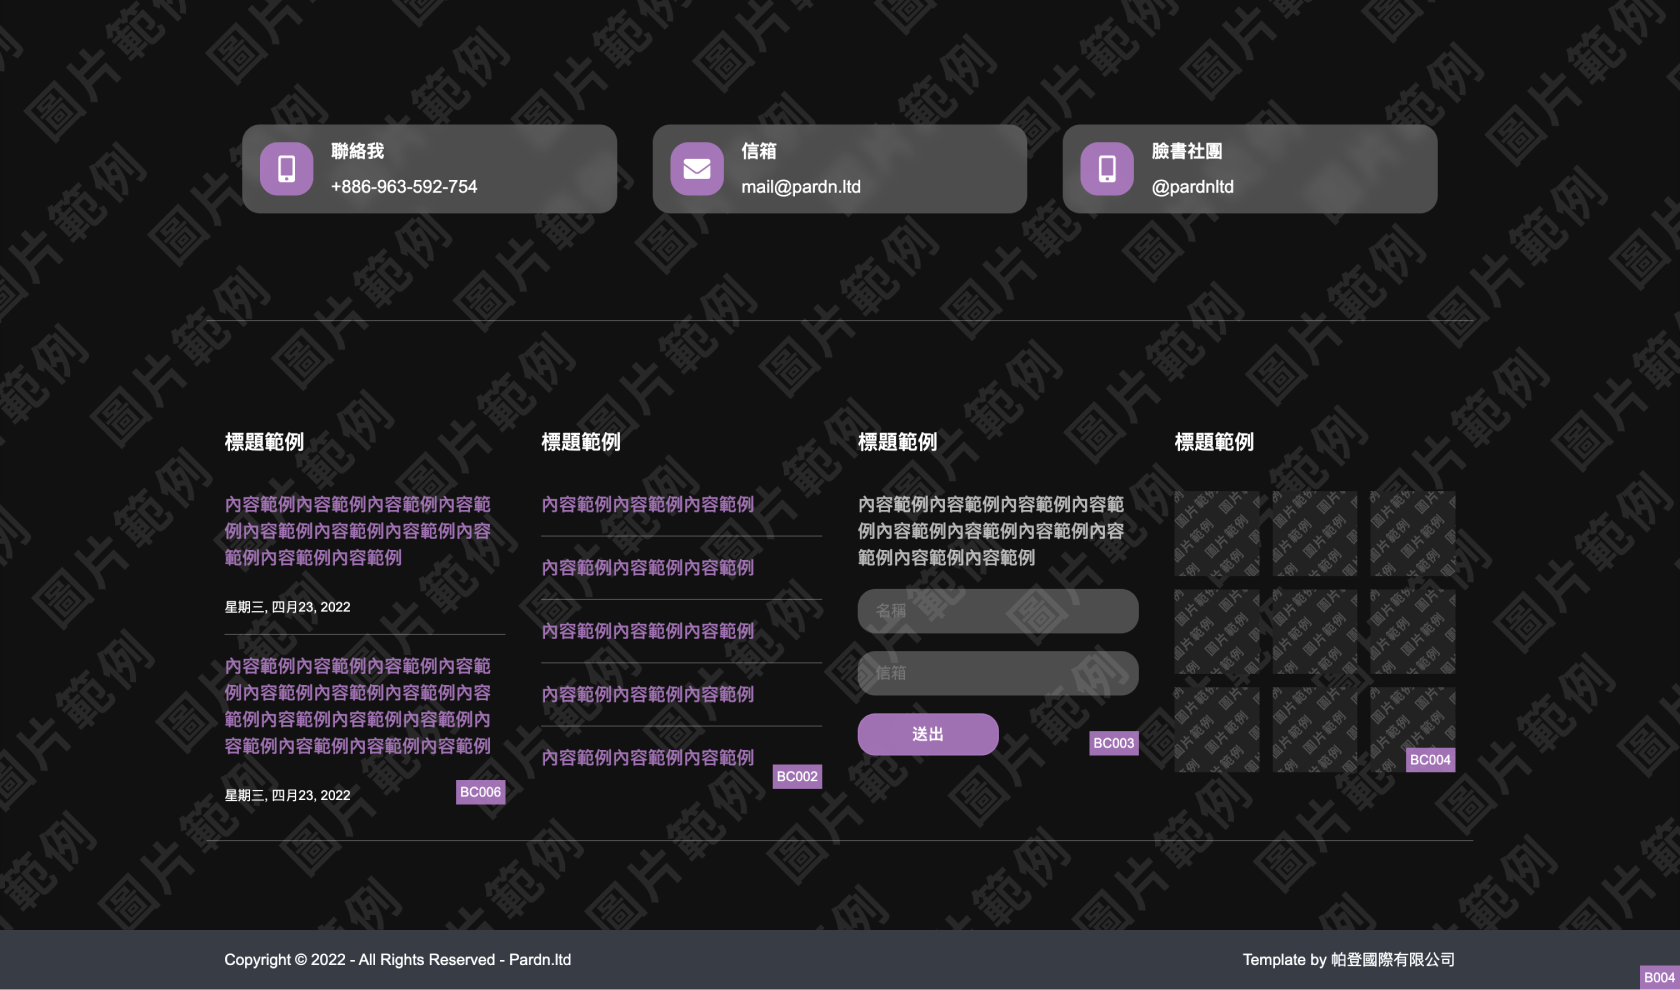 聯絡我
+886-963-592-754
信箱
mail@pardn.ltd
臉書社團
@pardnltd
標題範例
內容範例內容範例內容範例內容範
例內容範例內容範例內容範例內容
範例內容範例內容範例
星期三, 四月23, 2022
內容範例內容範例內容範例內容範
例內容範例內容範例內容範例內容
範例內容範例內容範例內容範例內
容範例內容範例內容範例內容範例
星期三, 四月23, 2022
BC006
標題範例
內容範例內容範例內容範例
內容範例內容範例內容範例
內容範例內容範例內容範例
內容範例內容範例內容範例
內容範例內容範例內容範例
BC002
標題範例
內容範例內容範例內容範例內容範
例內容範例內容範例內容範例內容
範例內容範例內容範例
名稱
信箱
送出
BC003
標題範例
圖片範例
BC004
Copyright © 2022 - All Rights Reserved - Pardn.ltd
Template by 帕登國際有限公司
B004